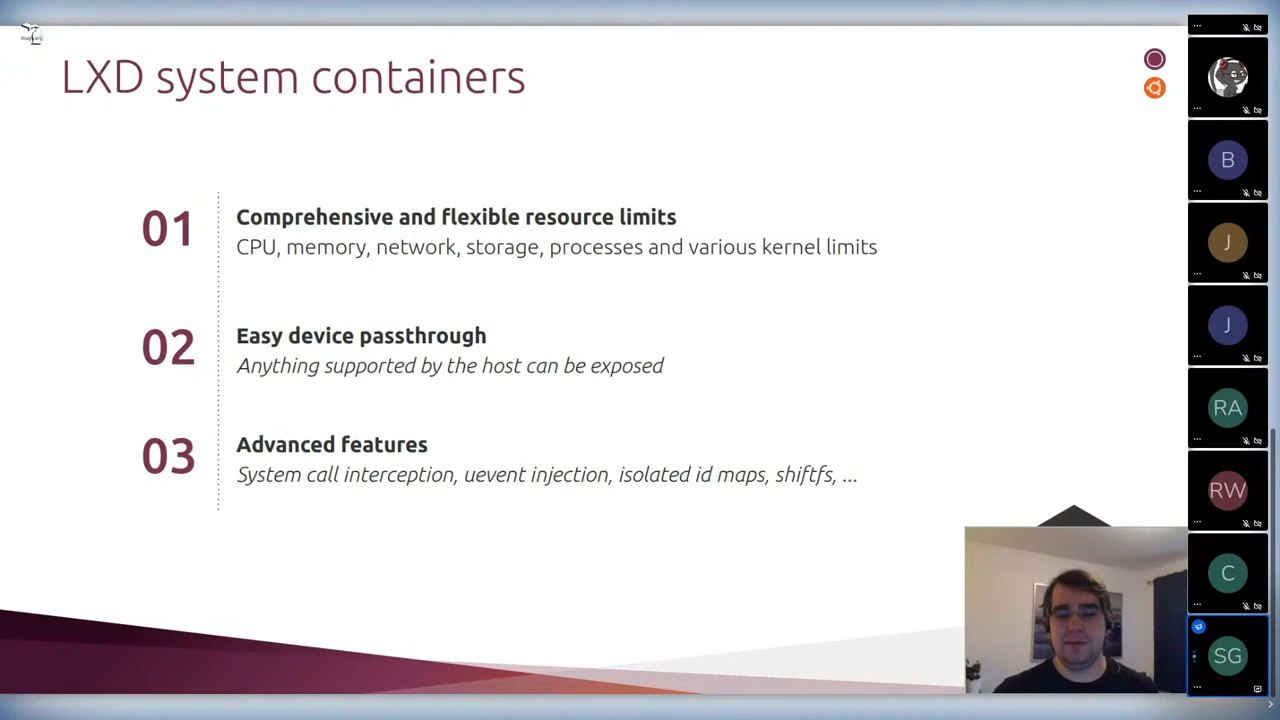 LXD system containers
01
Comprehensive and flexible resource limits
CPU, memory, network, storage, processes and various kernel limits
02
Easy device passthrough
Anything supported by the host can be exposed
03
Advanced features
System call interception, uevent injection, isolated id maps, shiftfs, ...
B
J
J
RA
RW
C
SG